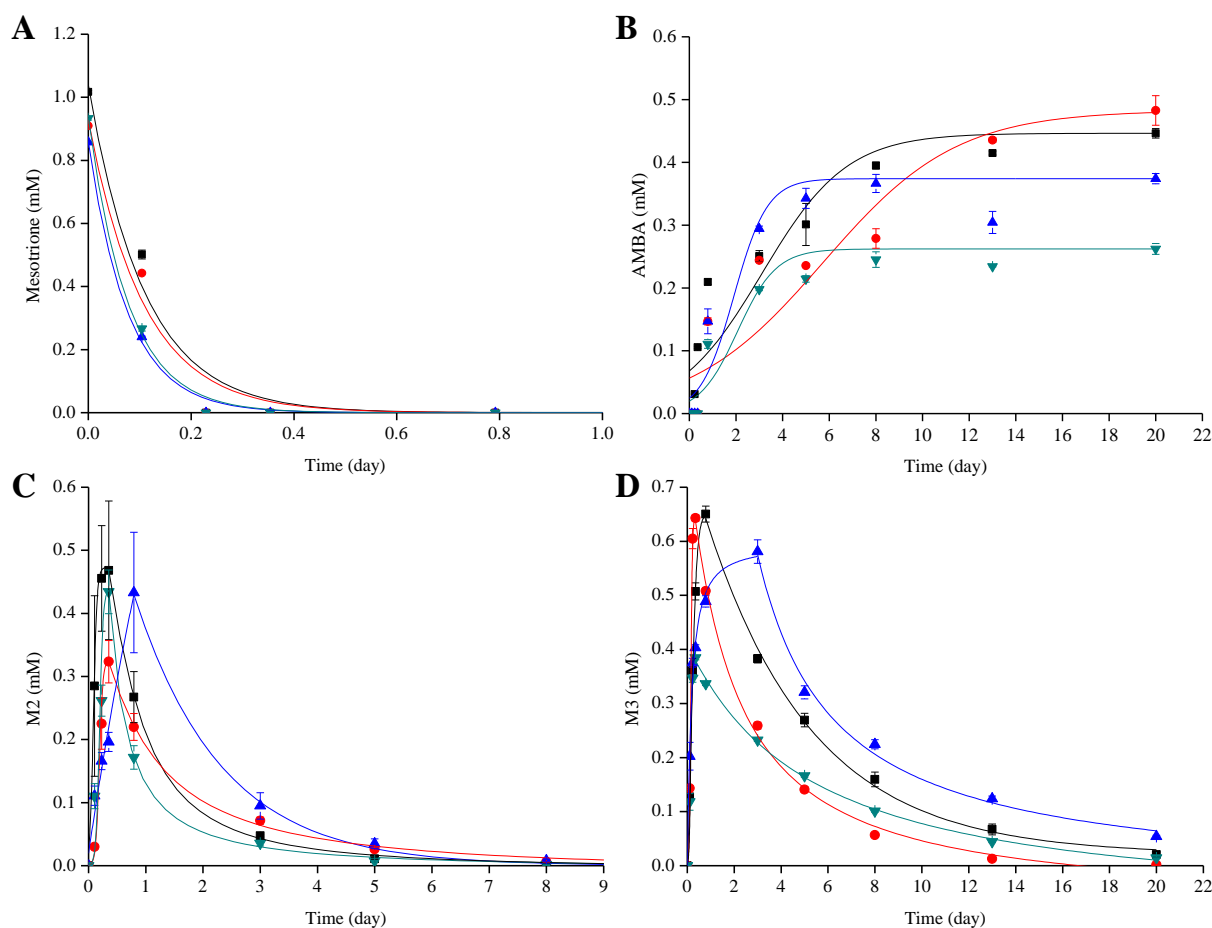 A
1.2
1.0
0.8
0.6
0.4
0.2
0.0
Mesotrione (mM)
0.0 0.2 0.4 0.6 0.8 1.0
Time (day)
B
0.6
0.5
0.4
0.3
0.2
0.1
0.0
AMBA (mM)
0 2 4 6 8 10 12 14 16 18 20 22
Time (day)
C
0.6
0.5
0.4
0.3
0.2
0.1
0.0
M2 (mM)
0 1 2 3 4 5 6 7 8 9
Time (day)
D
0.7
0.6
0.5
0.4
0.3
0.2
0.1
0.0
M3 (mM)
0 2 4 6 8 10 12 14 16 18 20 22
Time (day)